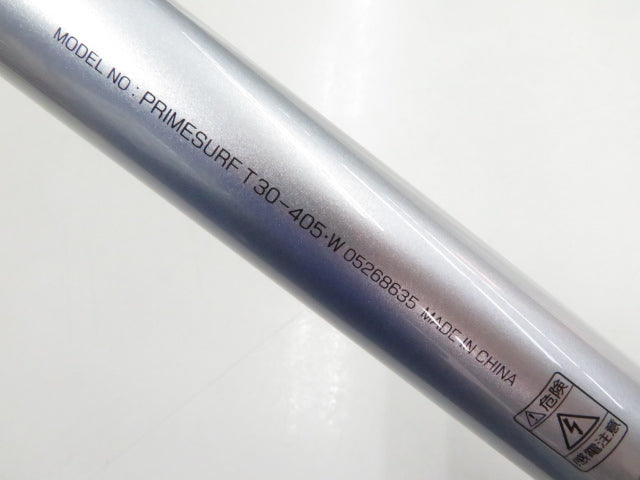 MODEL NO : PRIMESURF T30-405・W 05268635 MADE IN CHINA
危険
感電注意